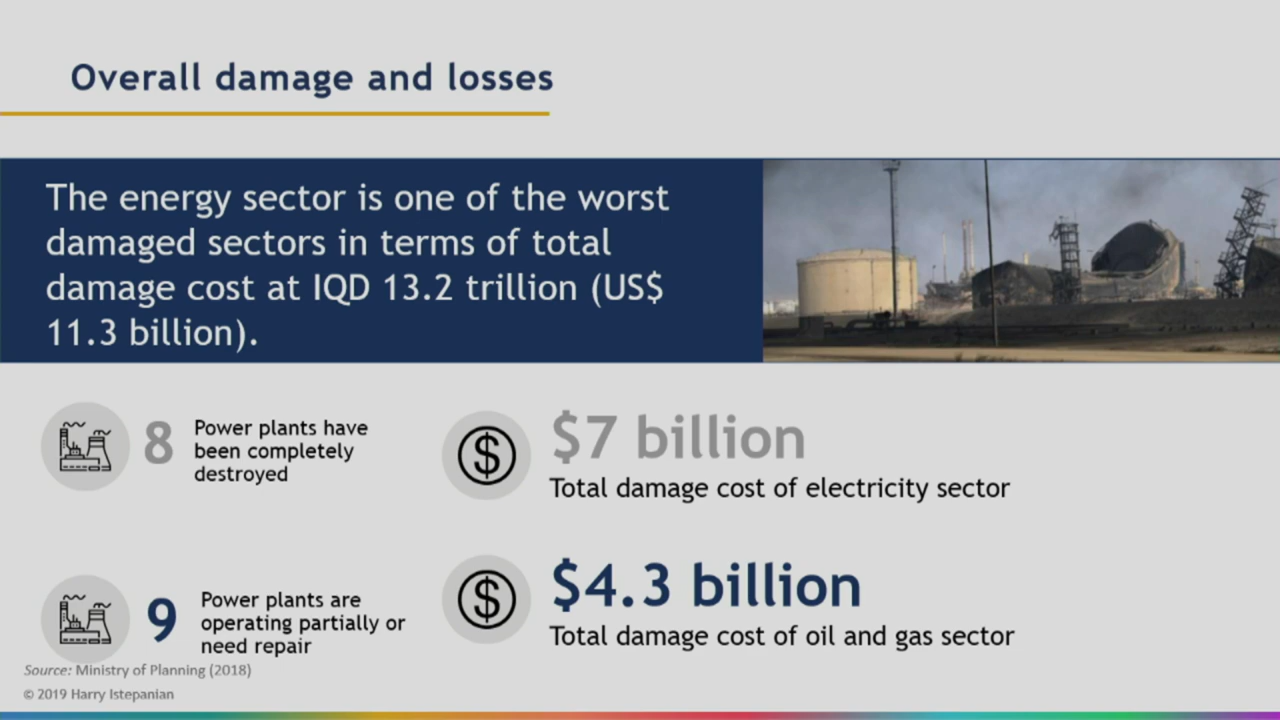 Overall damage and losses
The energy sector is one of the worst
damaged sectors in terms of total
damage cost at IQD 13.2 trillion (US$
11.3 billion).
8
Power plants have
been completely
destroyed
$7 billion
Total damage cost of electricity sector
9
Power plants are
operating partially or
need repair
$4.3 billion
Total damage cost of oil and gas sector
Source: Ministry of Planning (2018)
© 2019 Harry Istepanian